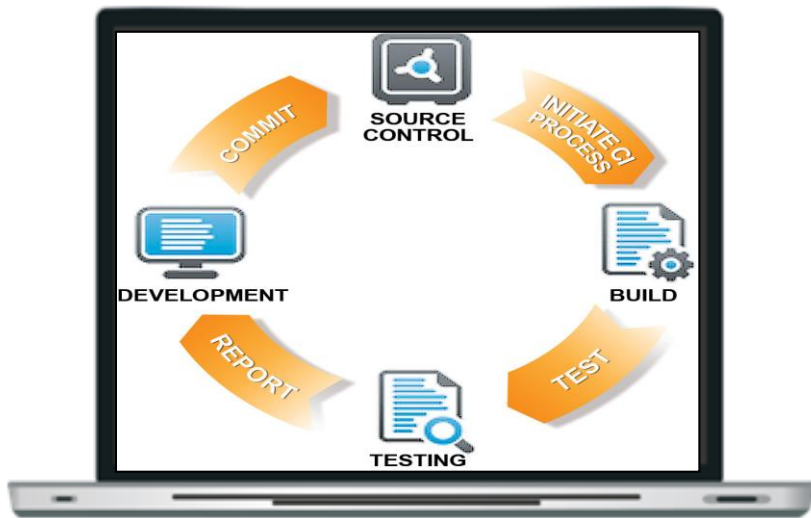 SOURCE
CONTROL
INITIATE CI
PROCESS
BUILD
TEST
TESTING
REPORT
DEVELOPMENT
COMMIT